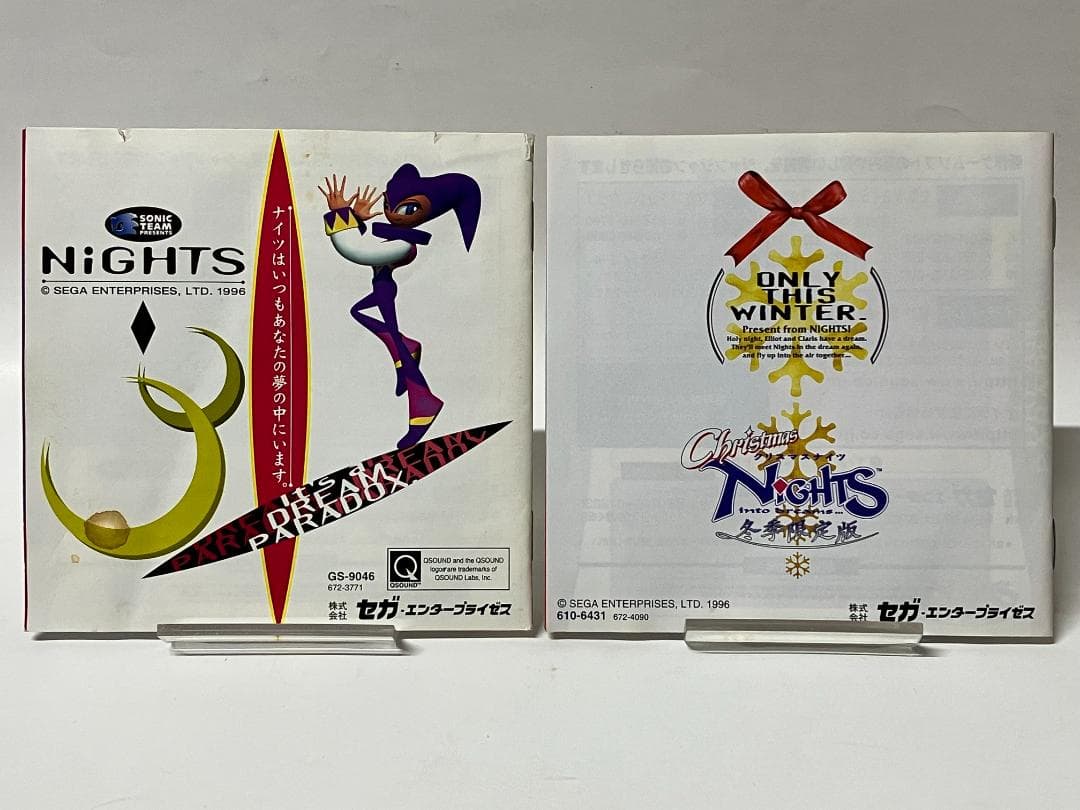 SONIC
TEAM
PRESENTS
NiGHTS
© SEGA ENTERPRISES, LTD. 1996
ナイツはいつもあなたの夢の中にいます。
IT'S A
DREAM
PARADOX
Q
QSOUND™
QSOUND and the QSOUND
logo are trademarks of
QSOUND Labs, Inc.
GS-9046
672-3771
株式会社 セガ・エンタープライゼス
ONLY
THIS
WINTER
Present from NIGHTS!
Holy night, Elliot and Claris have a dream.
They'll meet Nights in the dream again,
and fly up into the air together...
Christmas
クリスマスナイツ
NiGHTS™
into dreams...
冬季限定版
© SEGA ENTERPRISES, LTD. 1996
610-6431 672-4090
株式会社 セガ・エンタープライゼス